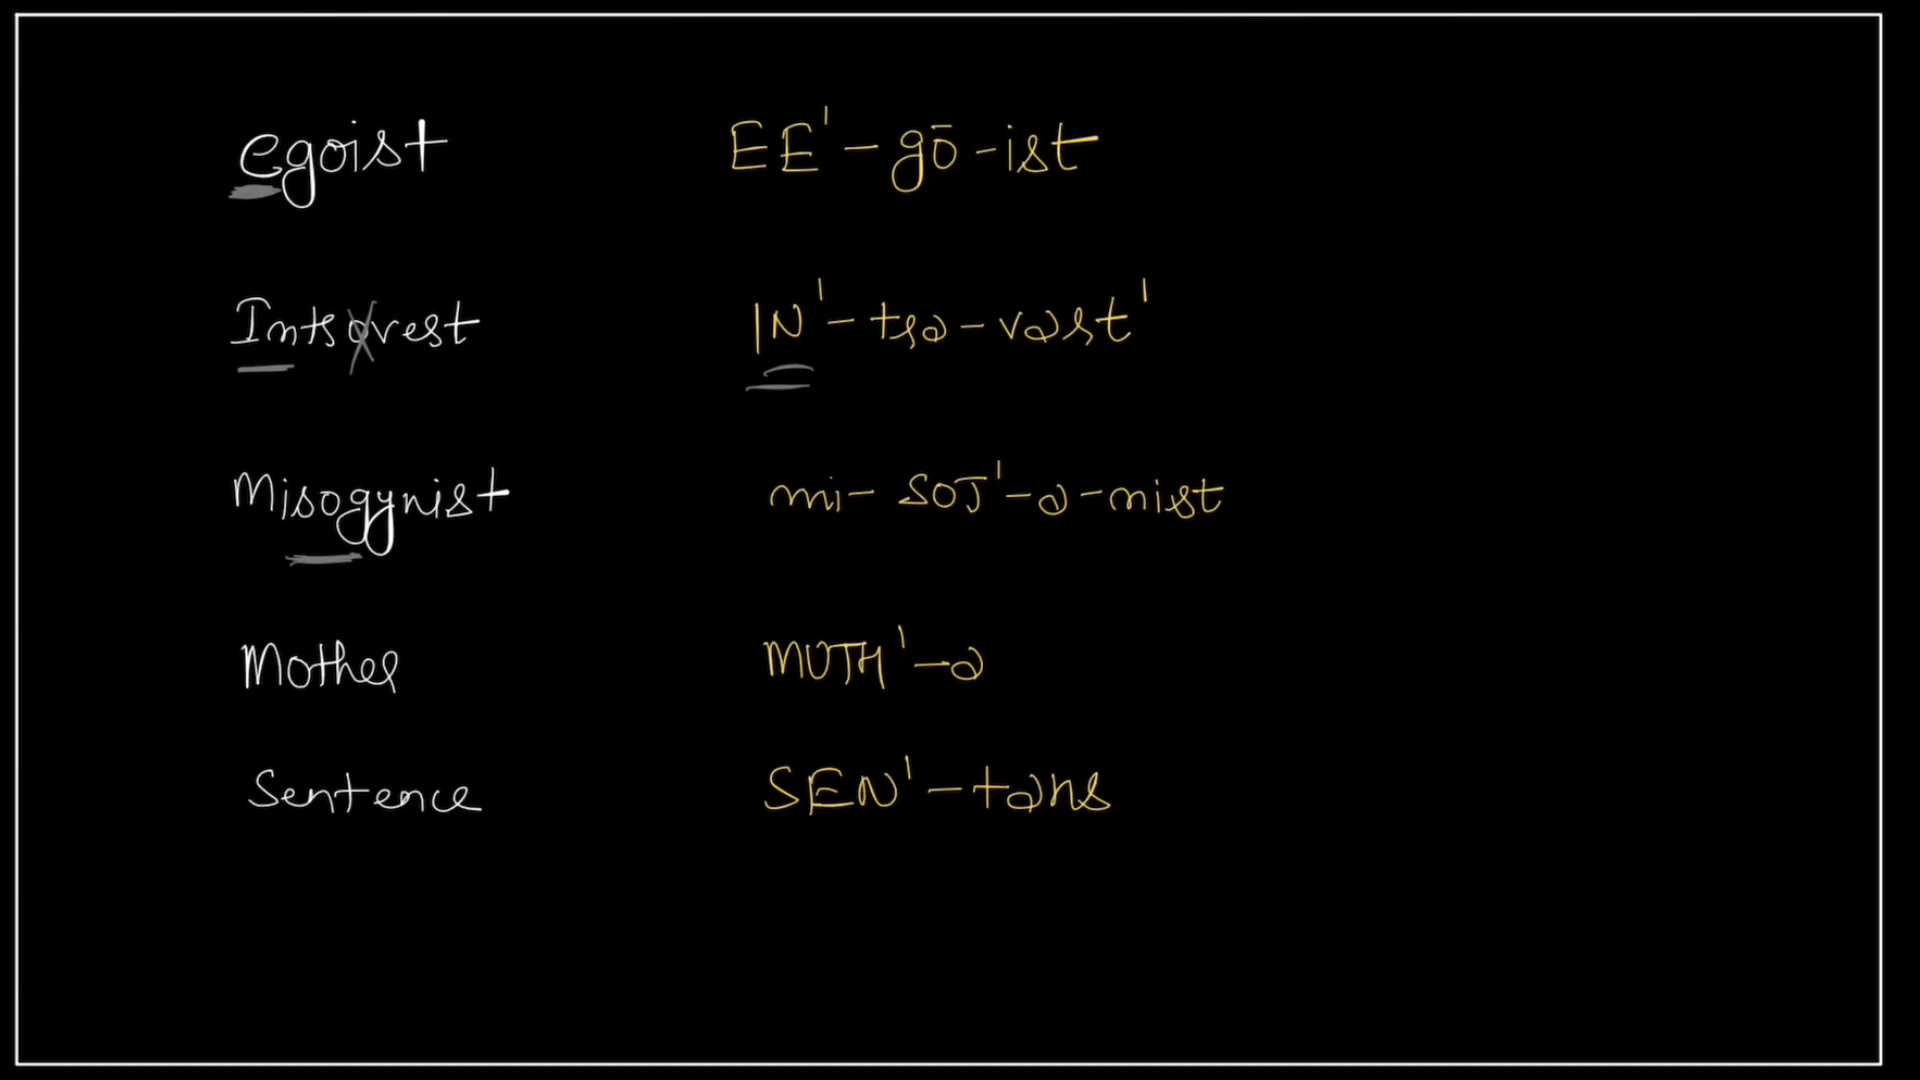 egoist EE'-gō-ist
Introvert IN'-trə-vərt'
Misogynist mi-SOJ'-ə-nist
Mother MUTH'-ə
Sentence SEN'-təns